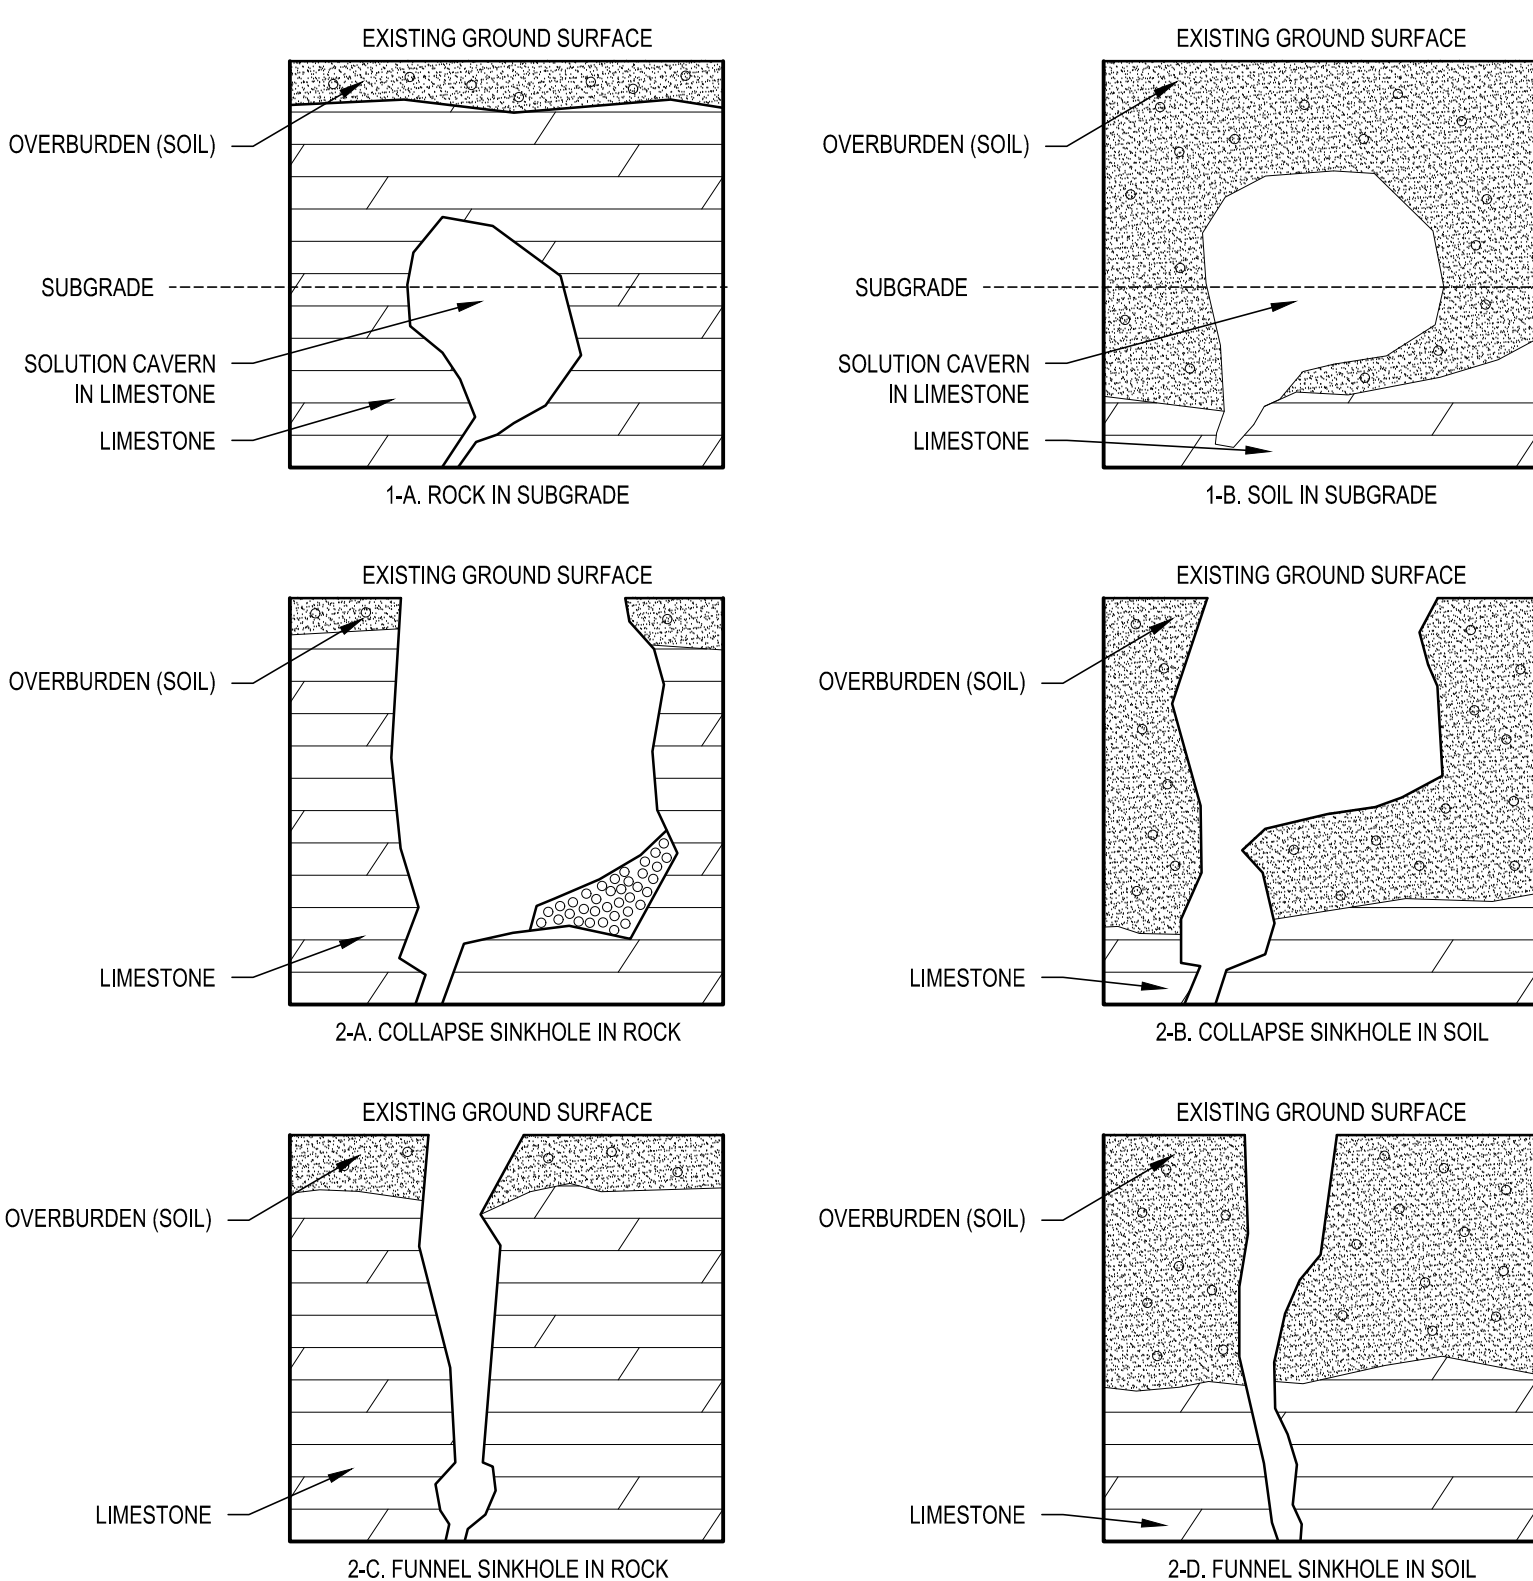 EXISTING GROUND SURFACE
OVERBURDEN (SOIL)
SUBGRADE
SOLUTION CAVERN
IN LIMESTONE
LIMESTONE
1-A. ROCK IN SUBGRADE
EXISTING GROUND SURFACE
OVERBURDEN (SOIL)
SUBGRADE
SOLUTION CAVERN
IN LIMESTONE
LIMESTONE
1-B. SOIL IN SUBGRADE
EXISTING GROUND SURFACE
OVERBURDEN (SOIL)
LIMESTONE
2-A. COLLAPSE SINKHOLE IN ROCK
EXISTING GROUND SURFACE
OVERBURDEN (SOIL)
LIMESTONE
2-B. COLLAPSE SINKHOLE IN SOIL
EXISTING GROUND SURFACE
OVERBURDEN (SOIL)
LIMESTONE
2-C. FUNNEL SINKHOLE IN ROCK
EXISTING GROUND SURFACE
OVERBURDEN (SOIL)
LIMESTONE
2-D. FUNNEL SINKHOLE IN SOIL